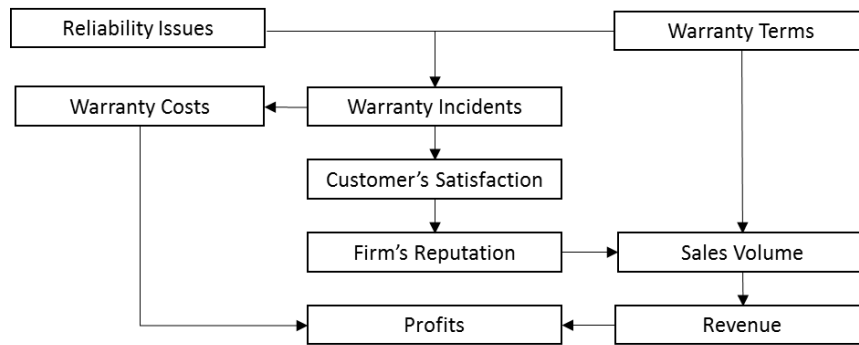 Reliability Issues
Warranty Terms
Warranty Costs
Warranty Incidents
Customer's Satisfaction
Firm's Reputation
Sales Volume
Profits
Revenue